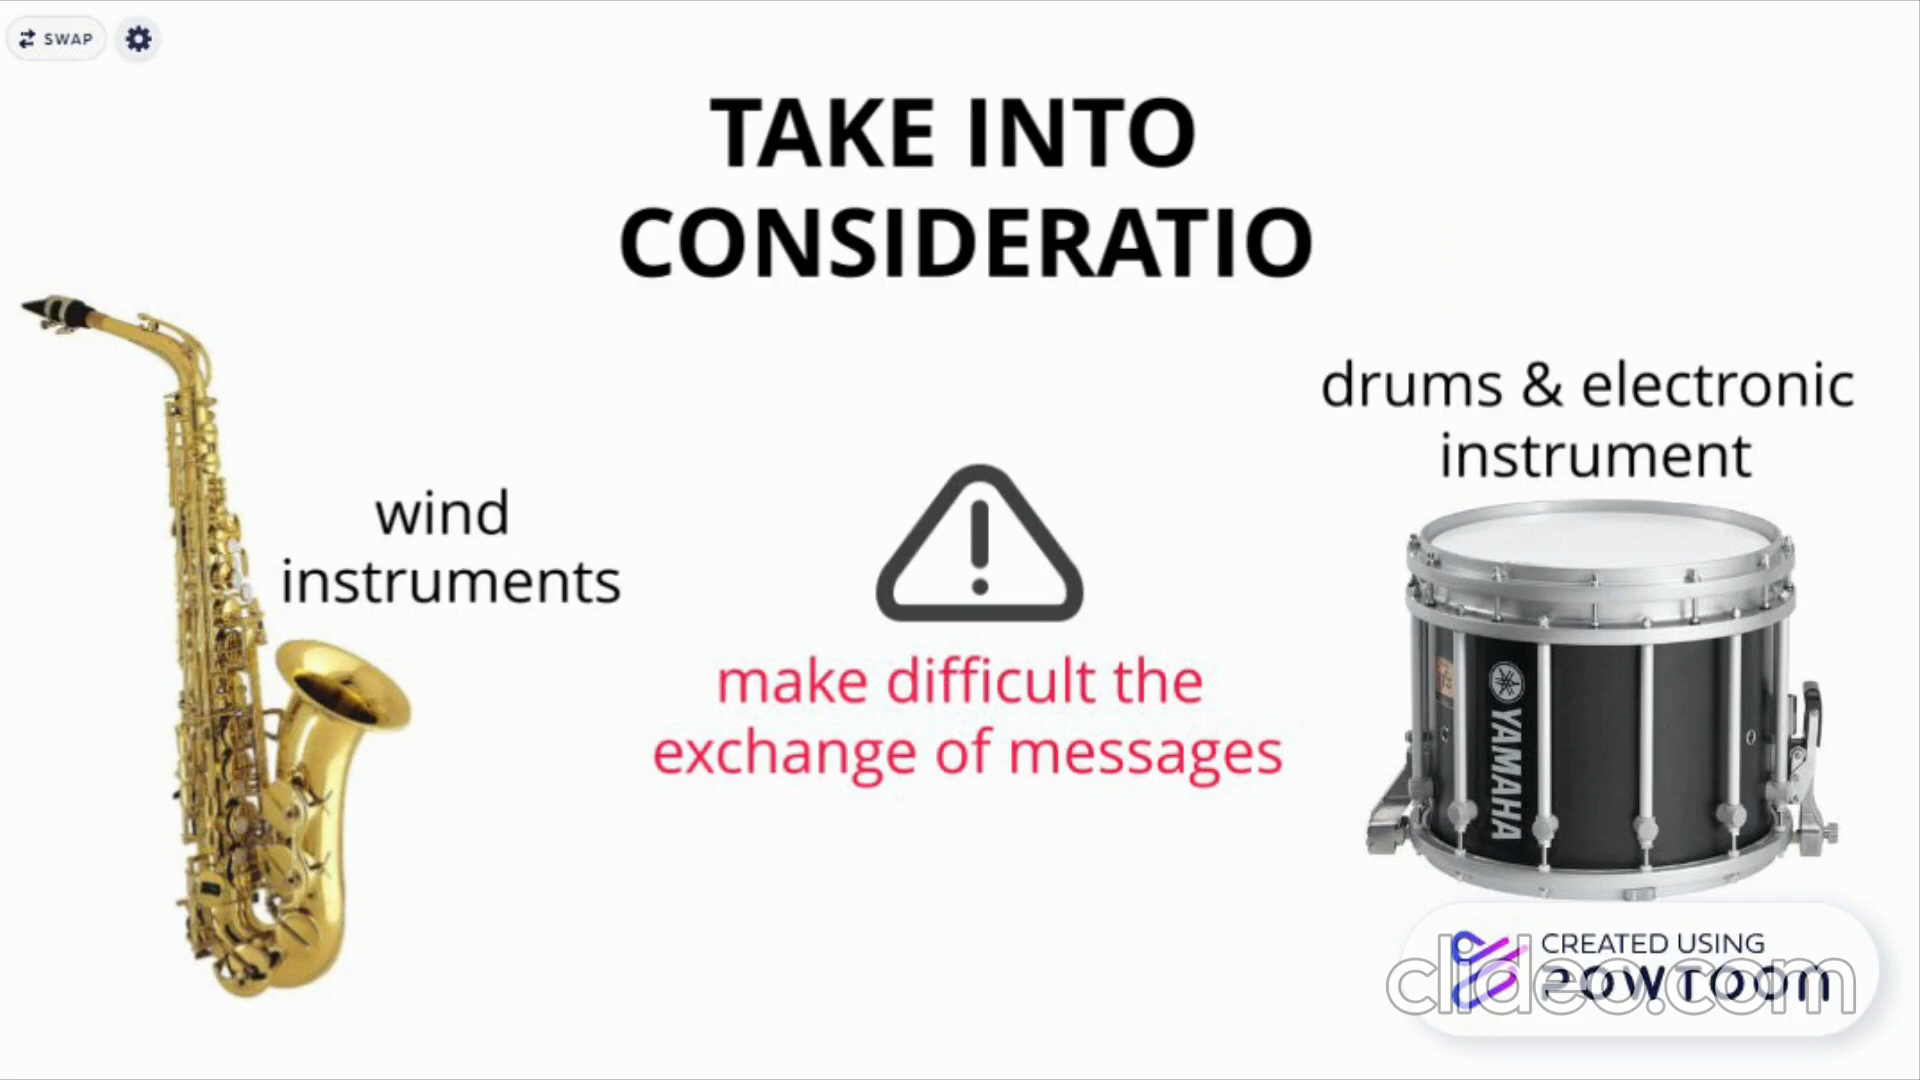 SWAP
TAKE INTO
CONSIDERATIO
drums & electronic
instrument
wind
instruments
make difficult the
exchange of messages
YAMAHA
CREATED USING
POWTOON
clideo.com